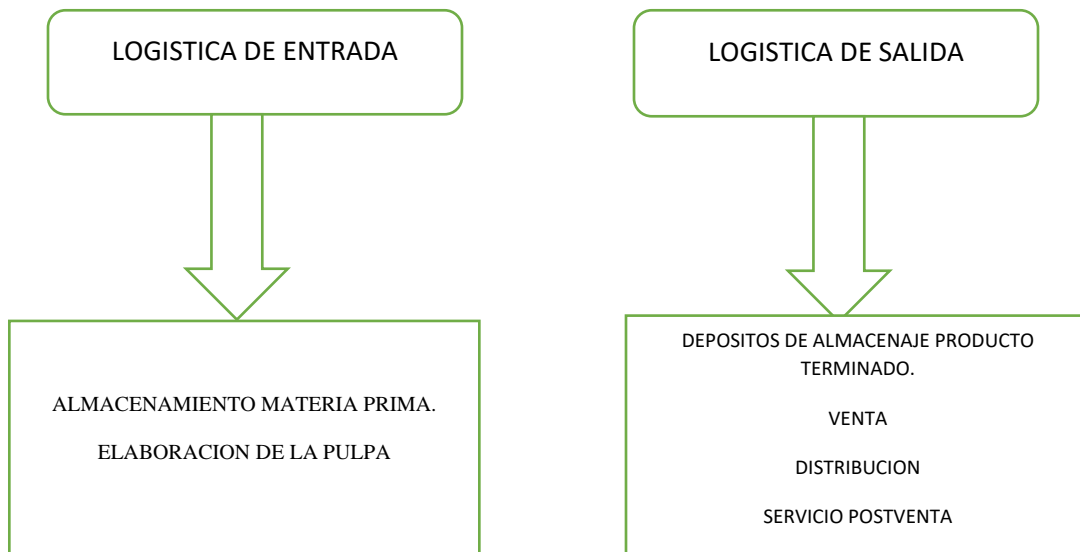 LOGISTICA DE ENTRADA
ALMACENAMIENTO MATERIA PRIMA.
ELABORACION DE LA PULPA
LOGISTICA DE SALIDA
DEPOSITOS DE ALMACENAJE PRODUCTO
TERMINADO.
VENTA
DISTRIBUCION
SERVICIO POSTVENTA